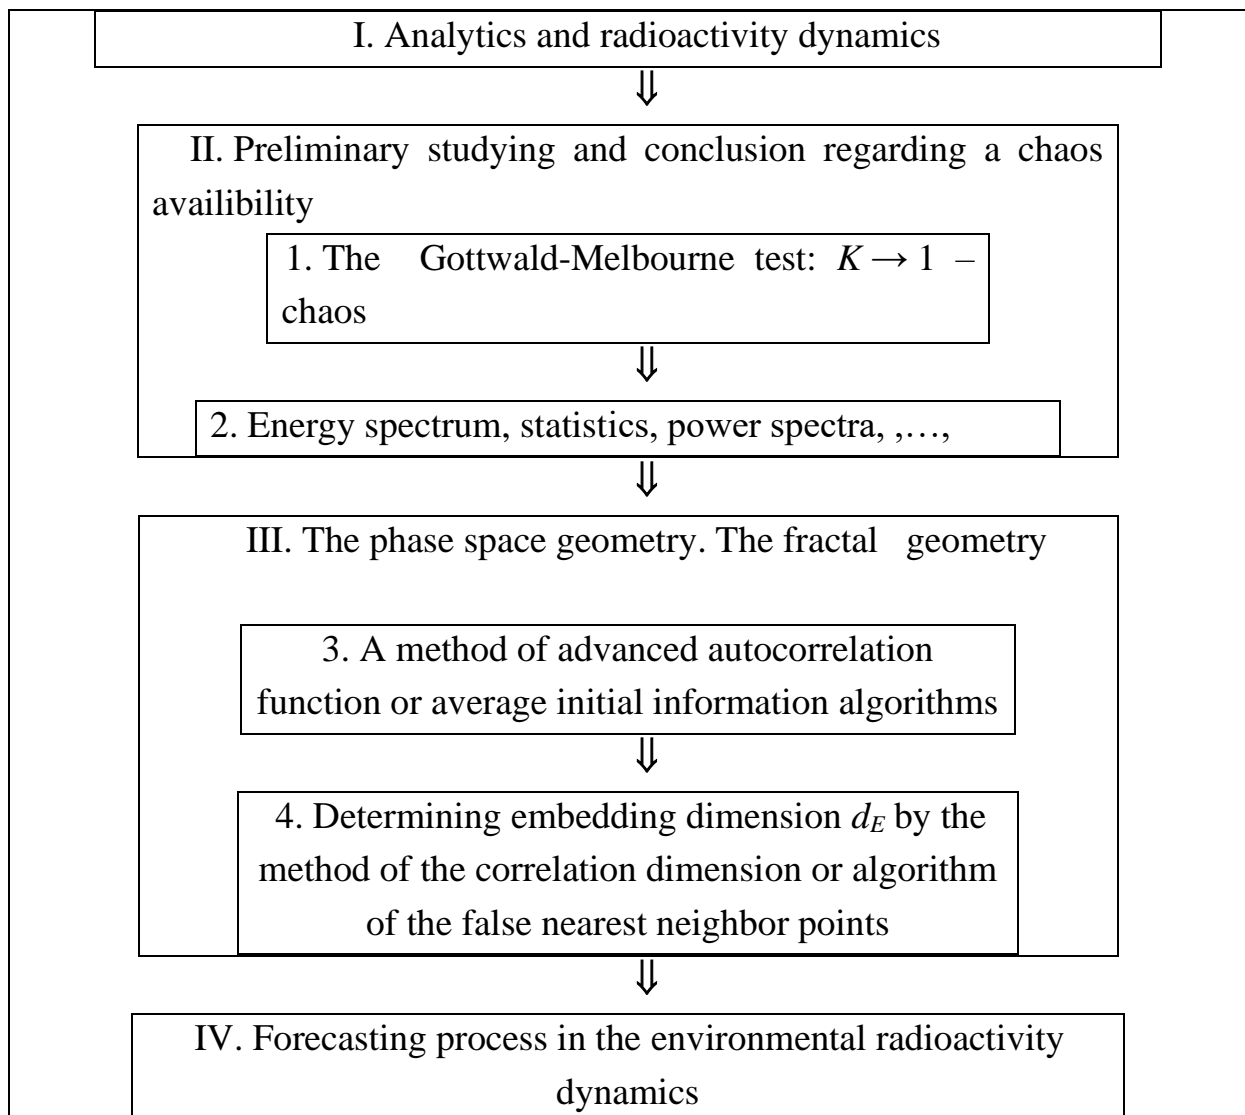 I. Analytics and radioactivity dynamics
⇓
II. Preliminary studying and conclusion regarding a chaos
availibility
1. The Gottwald-Melbourne test: K → 1 –
chaos
⇓
2. Energy spectrum, statistics, power spectra, ,…,
⇓
III. The phase space geometry. The fractal geometry
3. A method of advanced autocorrelation
function or average initial information algorithms
⇓
4. Determining embedding dimension dE by the
method of the correlation dimension or algorithm
of the false nearest neighbor points
⇓
IV. Forecasting process in the environmental radioactivity
dynamics